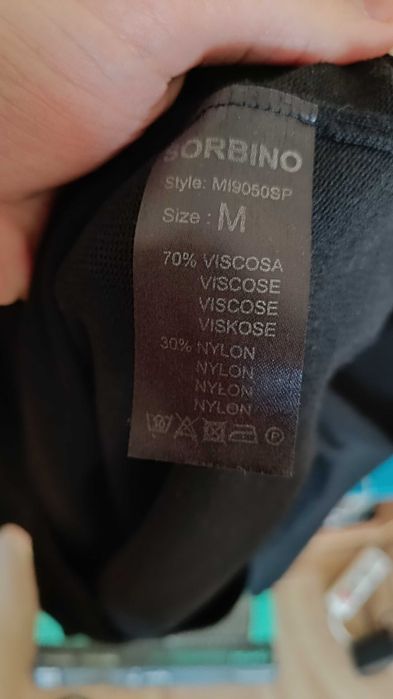 SORBINO
Style: MI9050SP
Size : M
70% VISCOSA
VISCOSE
VISCOSE
VISKOSE
30% NYLON
NYLON
NYLON
NYLON
P